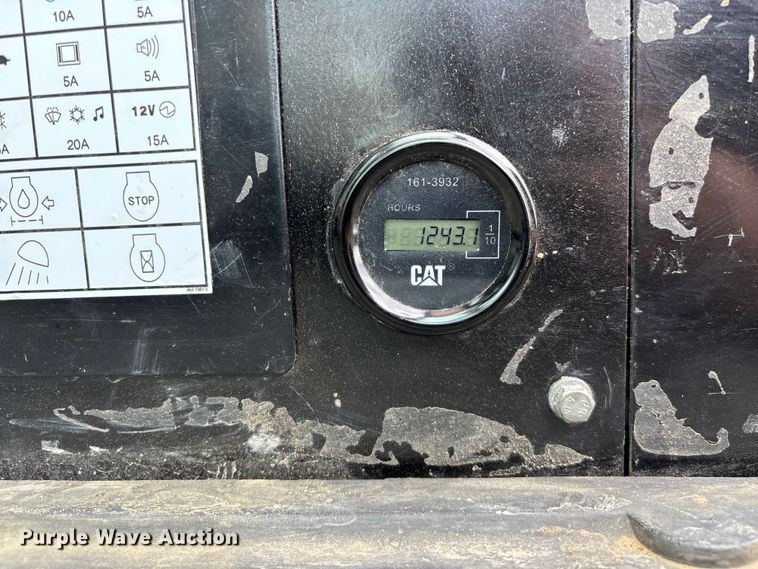 10A 5A
5A 5A
12V
20A 15A
STOP
161-3932
HOURS
1243.1
1
10
CAT
Purple Wave Auction